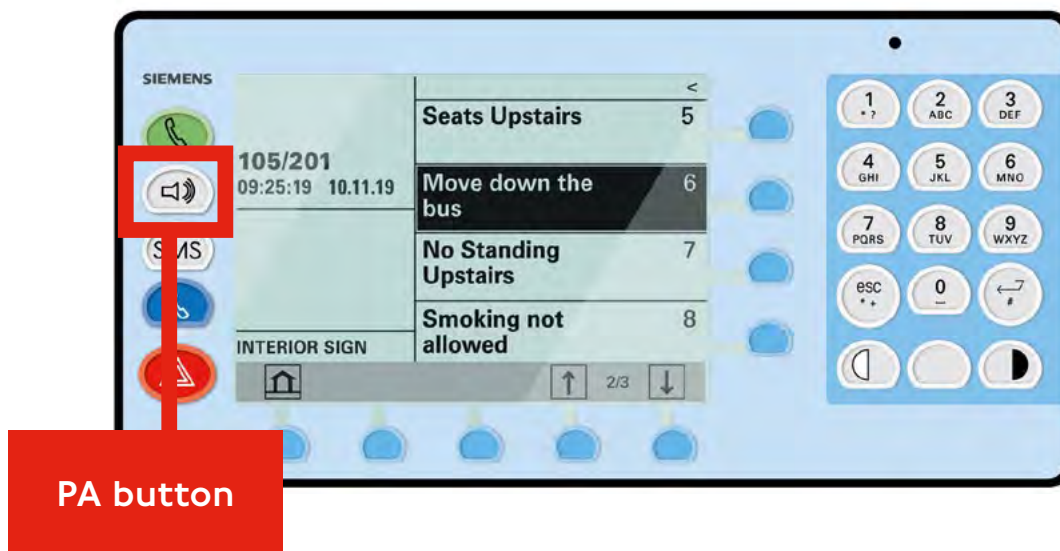 SIEMENS
<
Seats Upstairs 5
105/201
09:25:19 10.11.19
Move down the
bus 6
No Standing
Upstairs 7
Smoking not
allowed 8
INTERIOR SIGN
2/3
SMS
1
* ?
2
ABC
3
DEF
4
GHI
5
JKL
6
MNO
7
PQRS
8
TUV
9
WXYZ
esc
* +
0
_
#
PA button